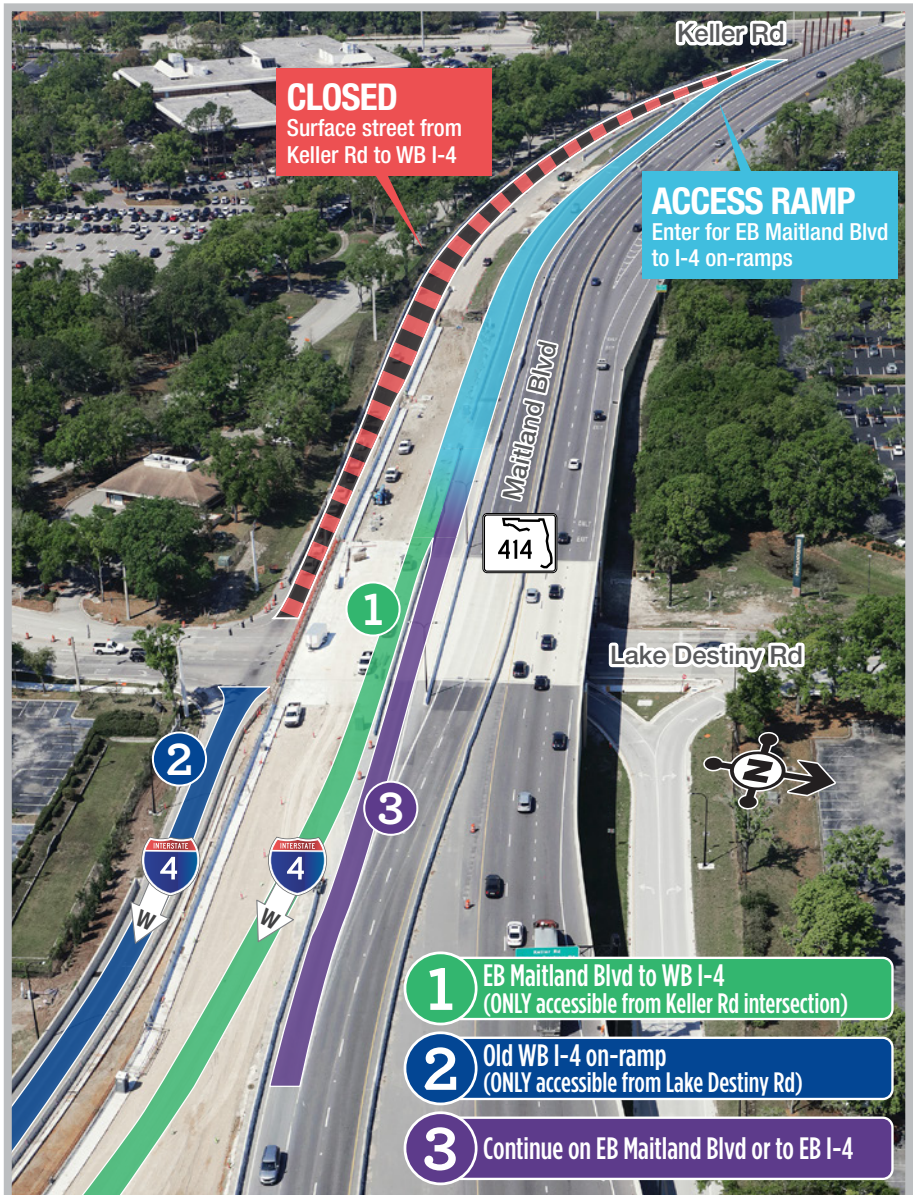 Keller Rd
CLOSED
Surface street from
Keller Rd to WB I-4
ACCESS RAMP
Enter for EB Maitland Blvd
to I-4 on-ramps
Maitland Blvd
414
1
Lake Destiny Rd
2
N
3
INTERSTATE
4
W
INTERSTATE
4
W
1
EB Maitland Blvd to WB I-4
(ONLY accessible from Keller Rd intersection)
2
Old WB I-4 on-ramp
(ONLY accessible from Lake Destiny Rd)
3
Continue on EB Maitland Blvd or to EB I-4